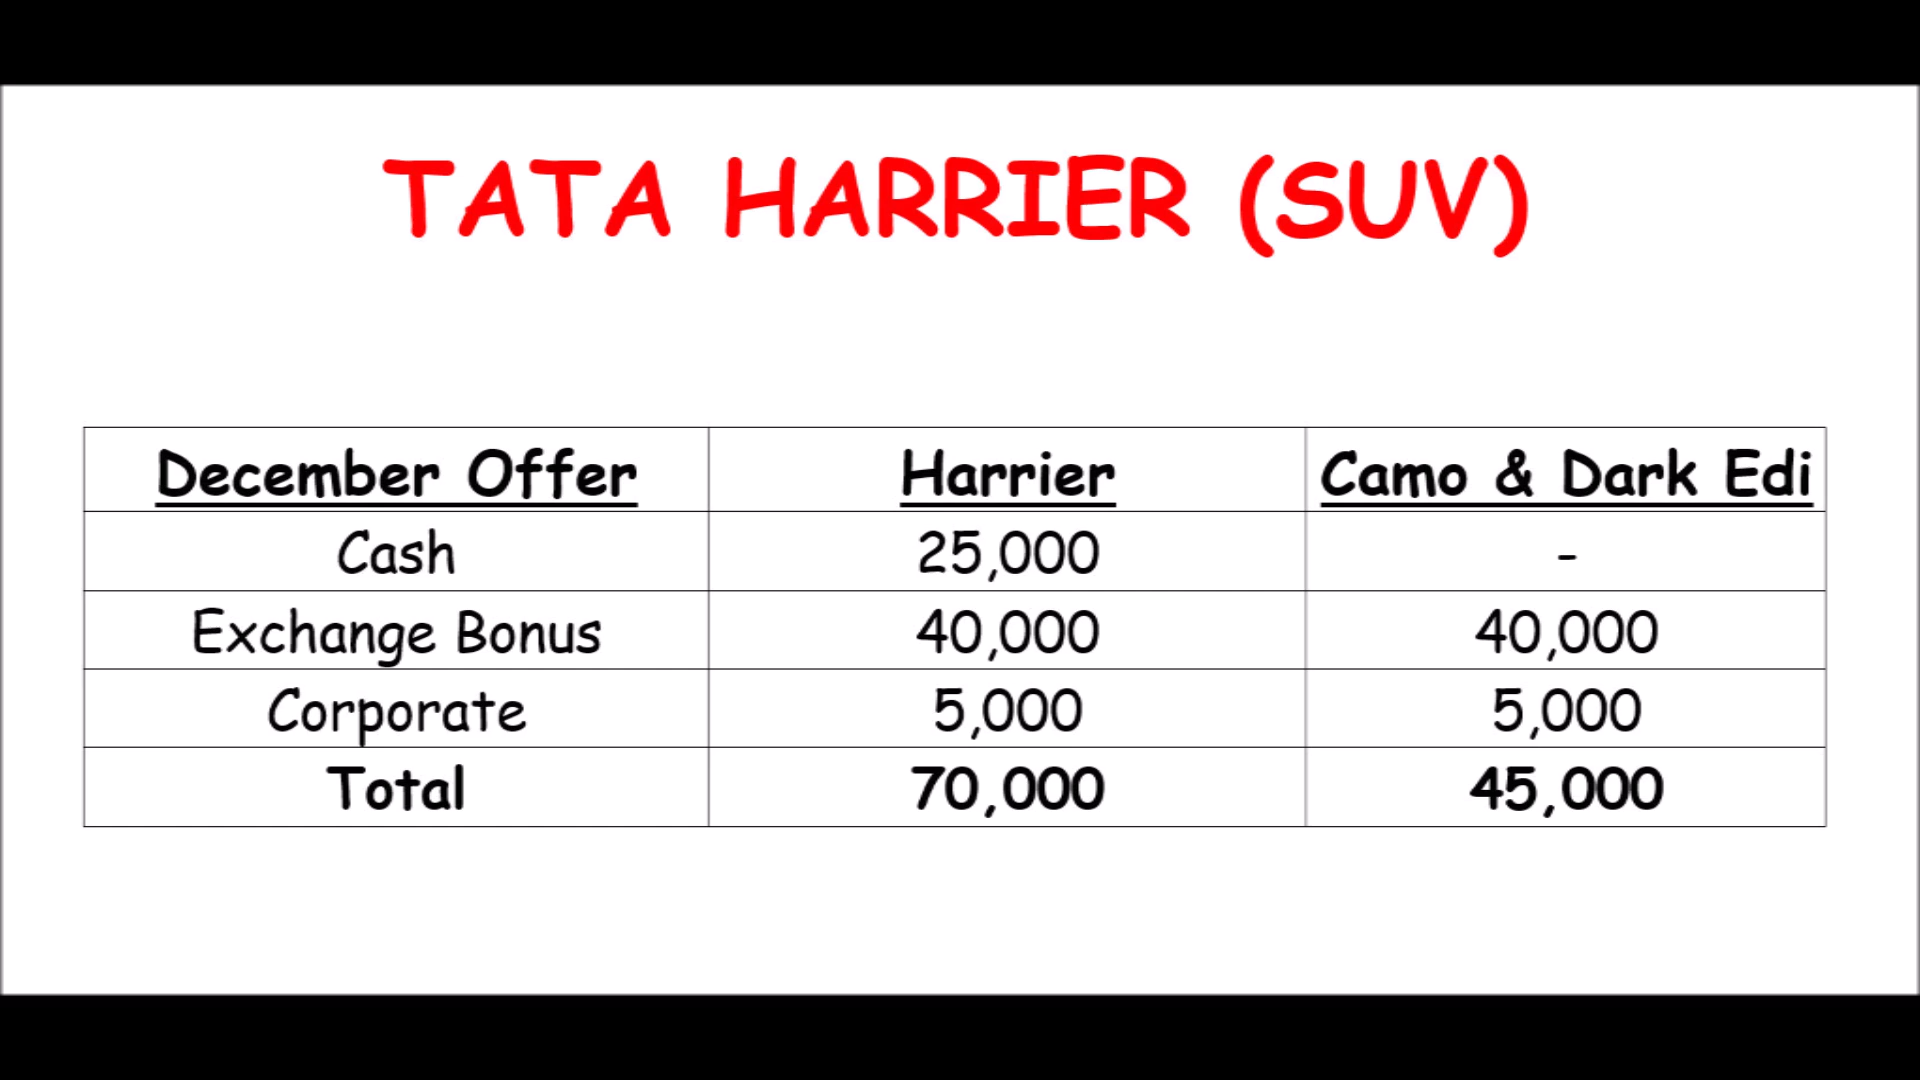 TATA HARRIER (SUV)
December Offer Harrier Camo & Dark Edi
Cash 25,000 -
Exchange Bonus 40,000 40,000
Corporate 5,000 5,000
Total 70,000 45,000